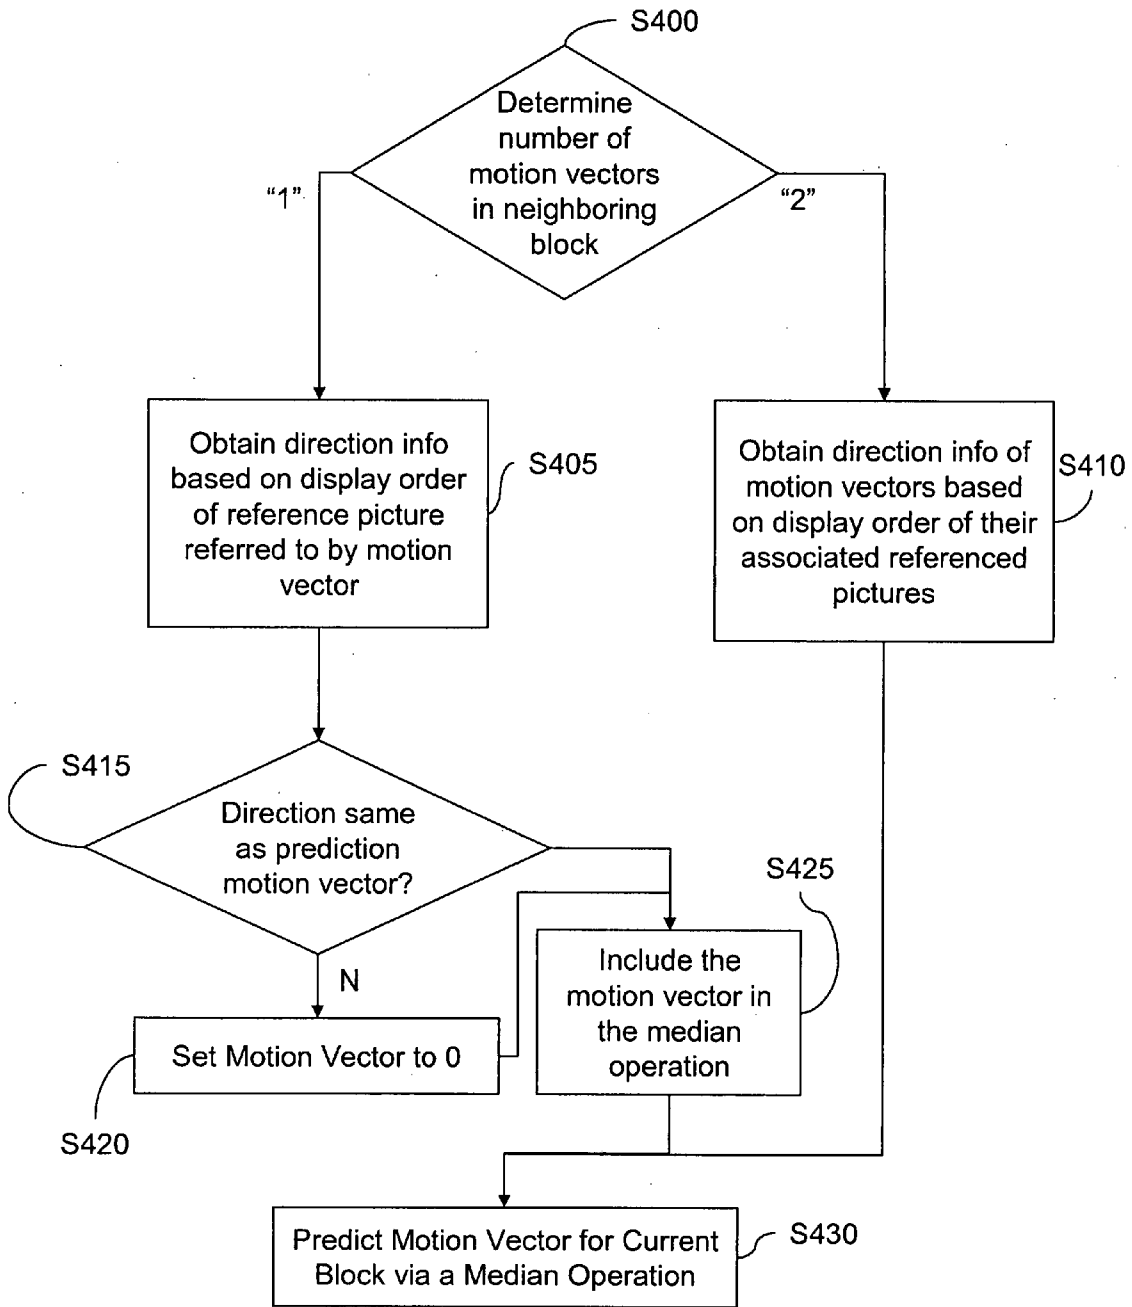 S400
Determine
number of
motion vectors
in neighboring
block
“1”
“2”
Obtain direction info
based on display order
of reference picture
referred to by motion
vector
S405
Obtain direction info of
motion vectors based
on display order of their
associated referenced
pictures
S410
S415
Direction same
as prediction
motion vector?
N
S425
Include the
motion vector in
the median
operation
Set Motion Vector to 0
S420
Predict Motion Vector for Current
Block via a Median Operation
S430